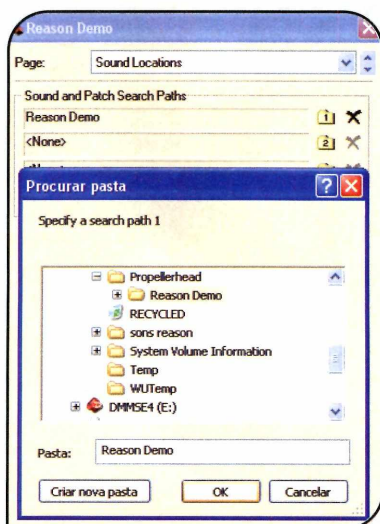 Reason Demo
Page: Sound Locations
Sound and Patch Search Paths
Reason Demo 1
<None> 2
Procurar pasta
Specify a search path 1
Propellerhead
Reason Demo
RECYCLED
sons reason
System Volume Information
Temp
WUTemp
DMMSE4 (E:)
Pasta: Reason Demo
Criar nova pasta OK Cancelar